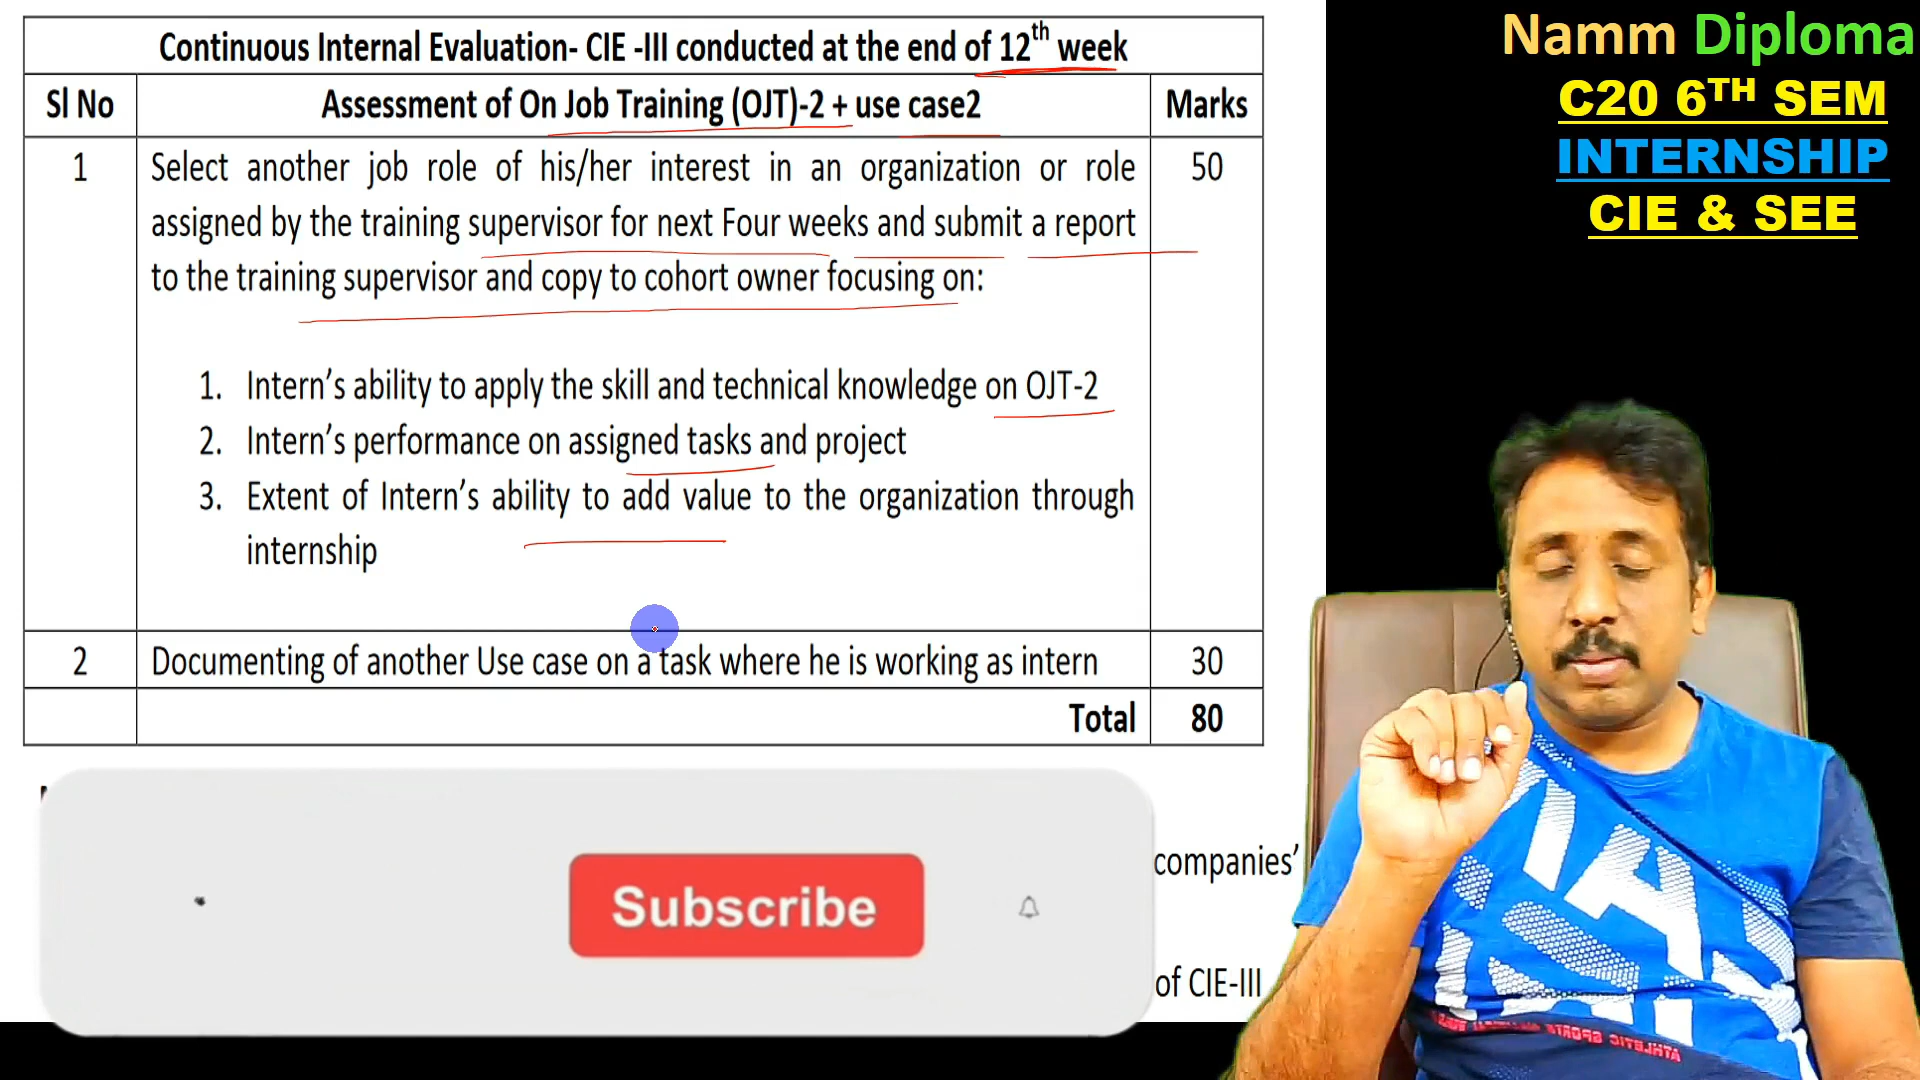 Continuous Internal Evaluation- CIE -III conducted at the end of 12th week
Sl No
Assessment of On Job Training (OJT)-2 + use case2
Marks
1
Select another job role of his/her interest in an organization or role
assigned by the training supervisor for next Four weeks and submit a report
to the training supervisor and copy to cohort owner focusing on:
50
1. Intern’s ability to apply the skill and technical knowledge on OJT-2
2. Intern’s performance on assigned tasks and project
3. Extent of Intern’s ability to add value to the organization through
internship
2
Documenting of another Use case on a task where he is working as intern
30
Total
80
companies’
of CIE-III
Subscribe
Namm Diploma
C20 6TH SEM
INTERNSHIP
CIE & SEE